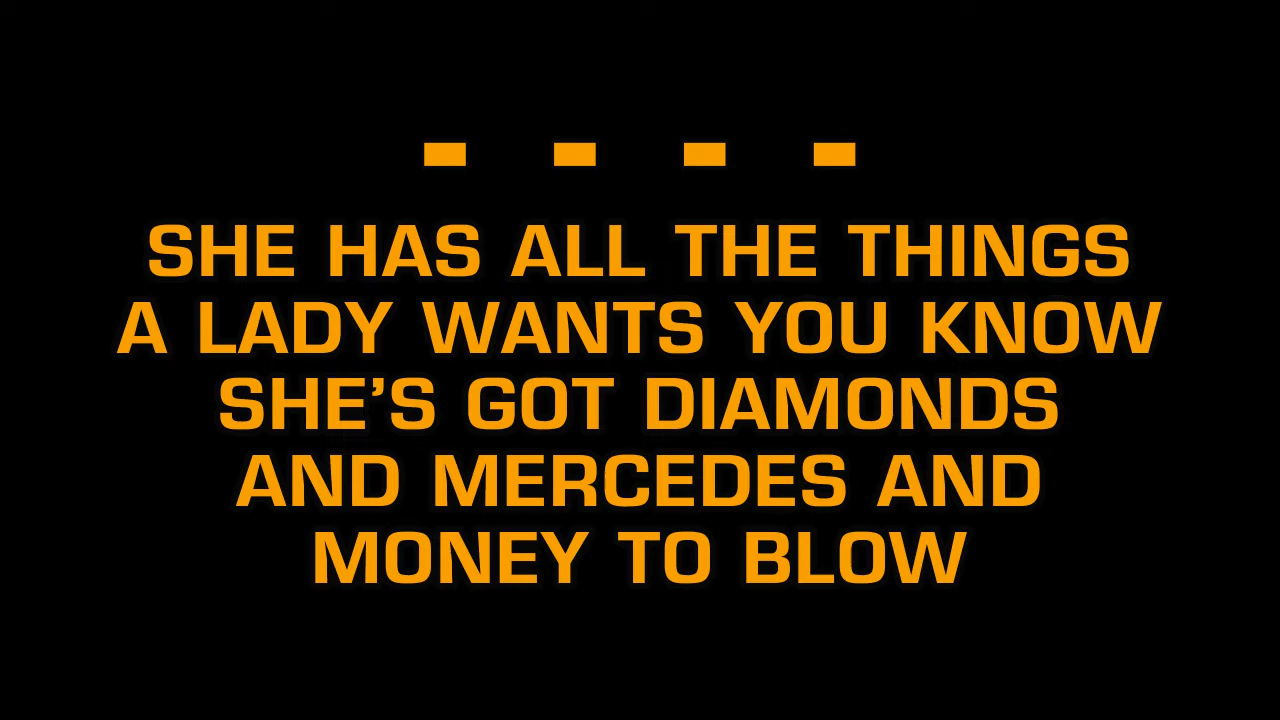 - - - -
SHE HAS ALL THE THINGS
A LADY WANTS YOU KNOW
SHE’S GOT DIAMONDS
AND MERCEDES AND
MONEY TO BLOW